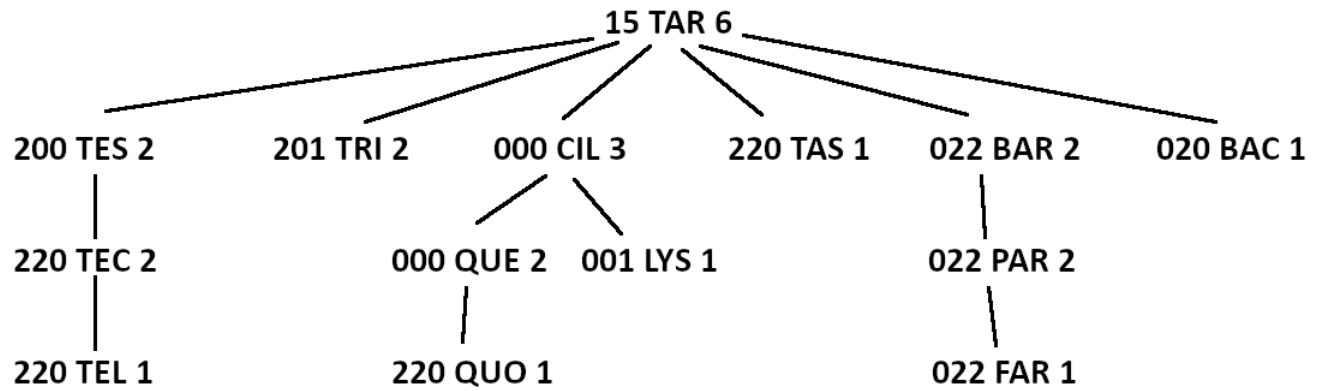 15 TAR 6
200 TES 2 201 TRI 2 000 CIL 3 220 TAS 1 022 BAR 2 020 BAC 1
220 TEC 2 000 QUE 2 001 LYS 1 022 PAR 2
220 TEL 1 220 QUO 1 022 FAR 1